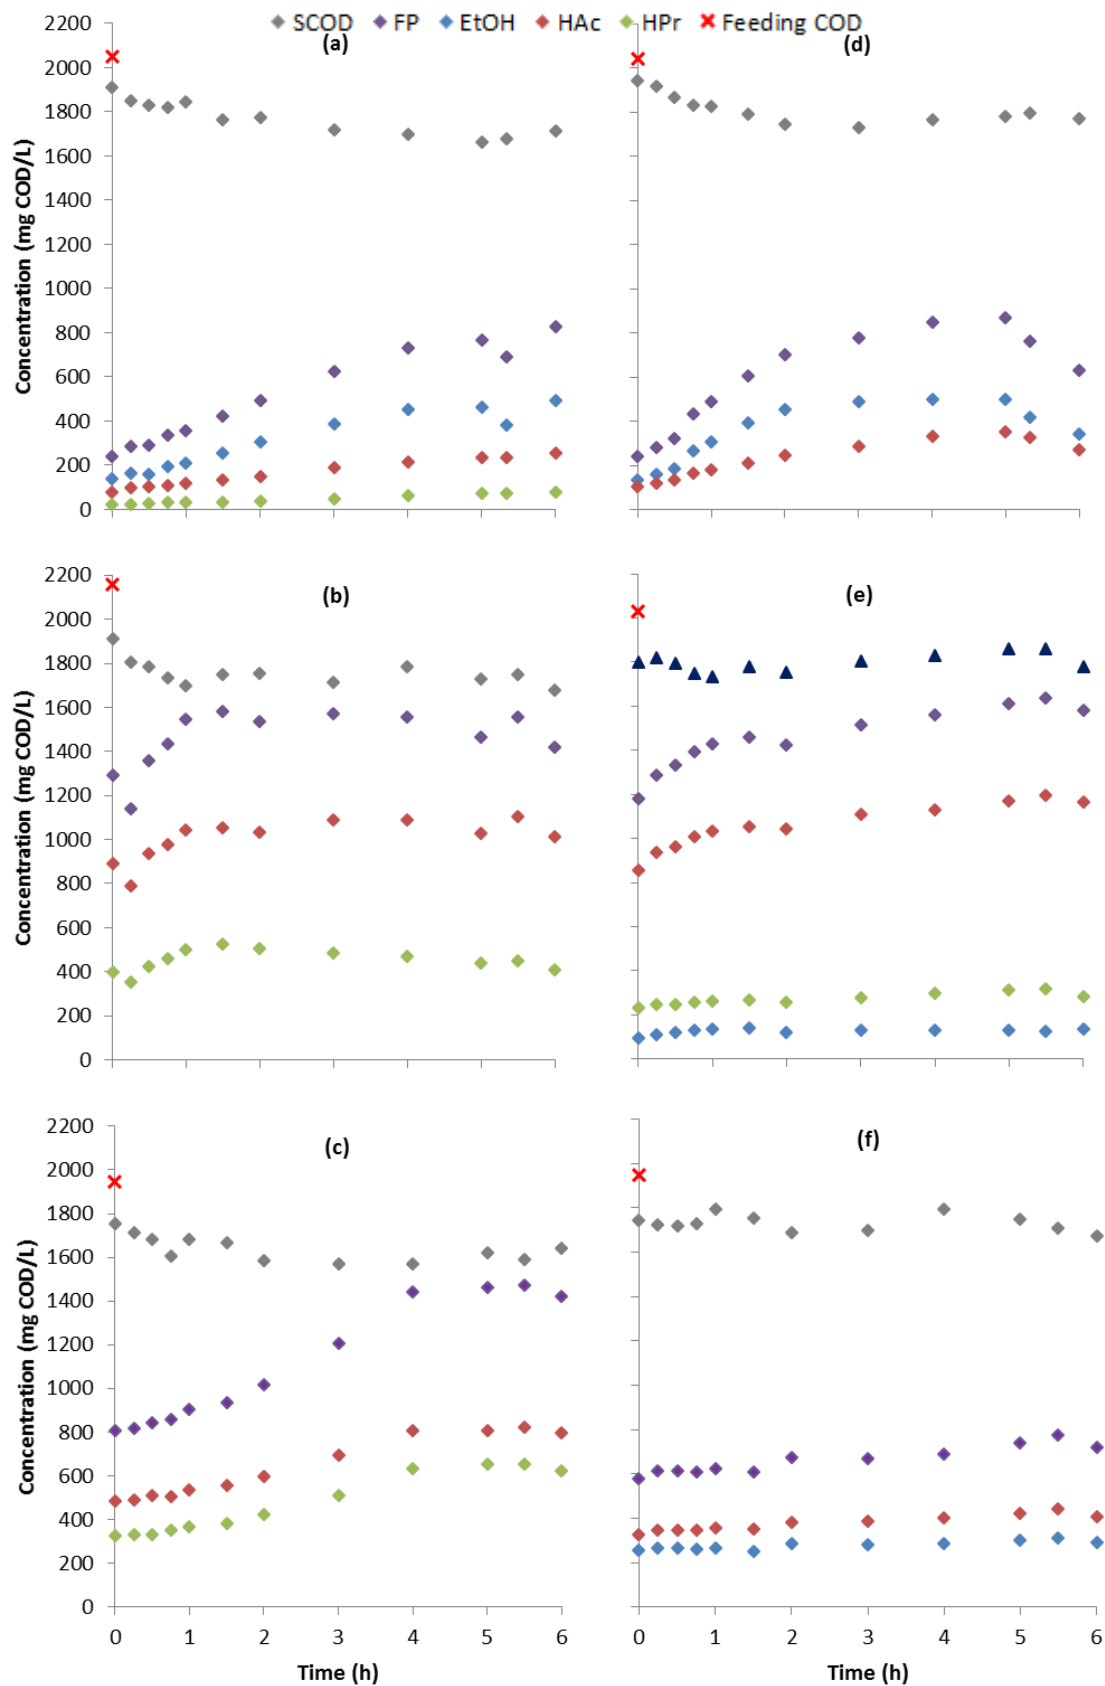 SCOD FP EtOH HAc HPr Feeding COD
(a)
2200
2000
1800
1600
1400
1200
1000
800
600
400
200
0
Concentration (mg COD/L)
(d)
(b)
2200
2000
1800
1600
1400
1200
1000
800
600
400
200
0
Concentration (mg COD/L)
(e)
(c)
2200
2000
1800
1600
1400
1200
1000
800
600
400
200
0
Concentration (mg COD/L)
0 1 2 3 4 5 6
Time (h)
(f)
0 1 2 3 4 5 6
Time (h)